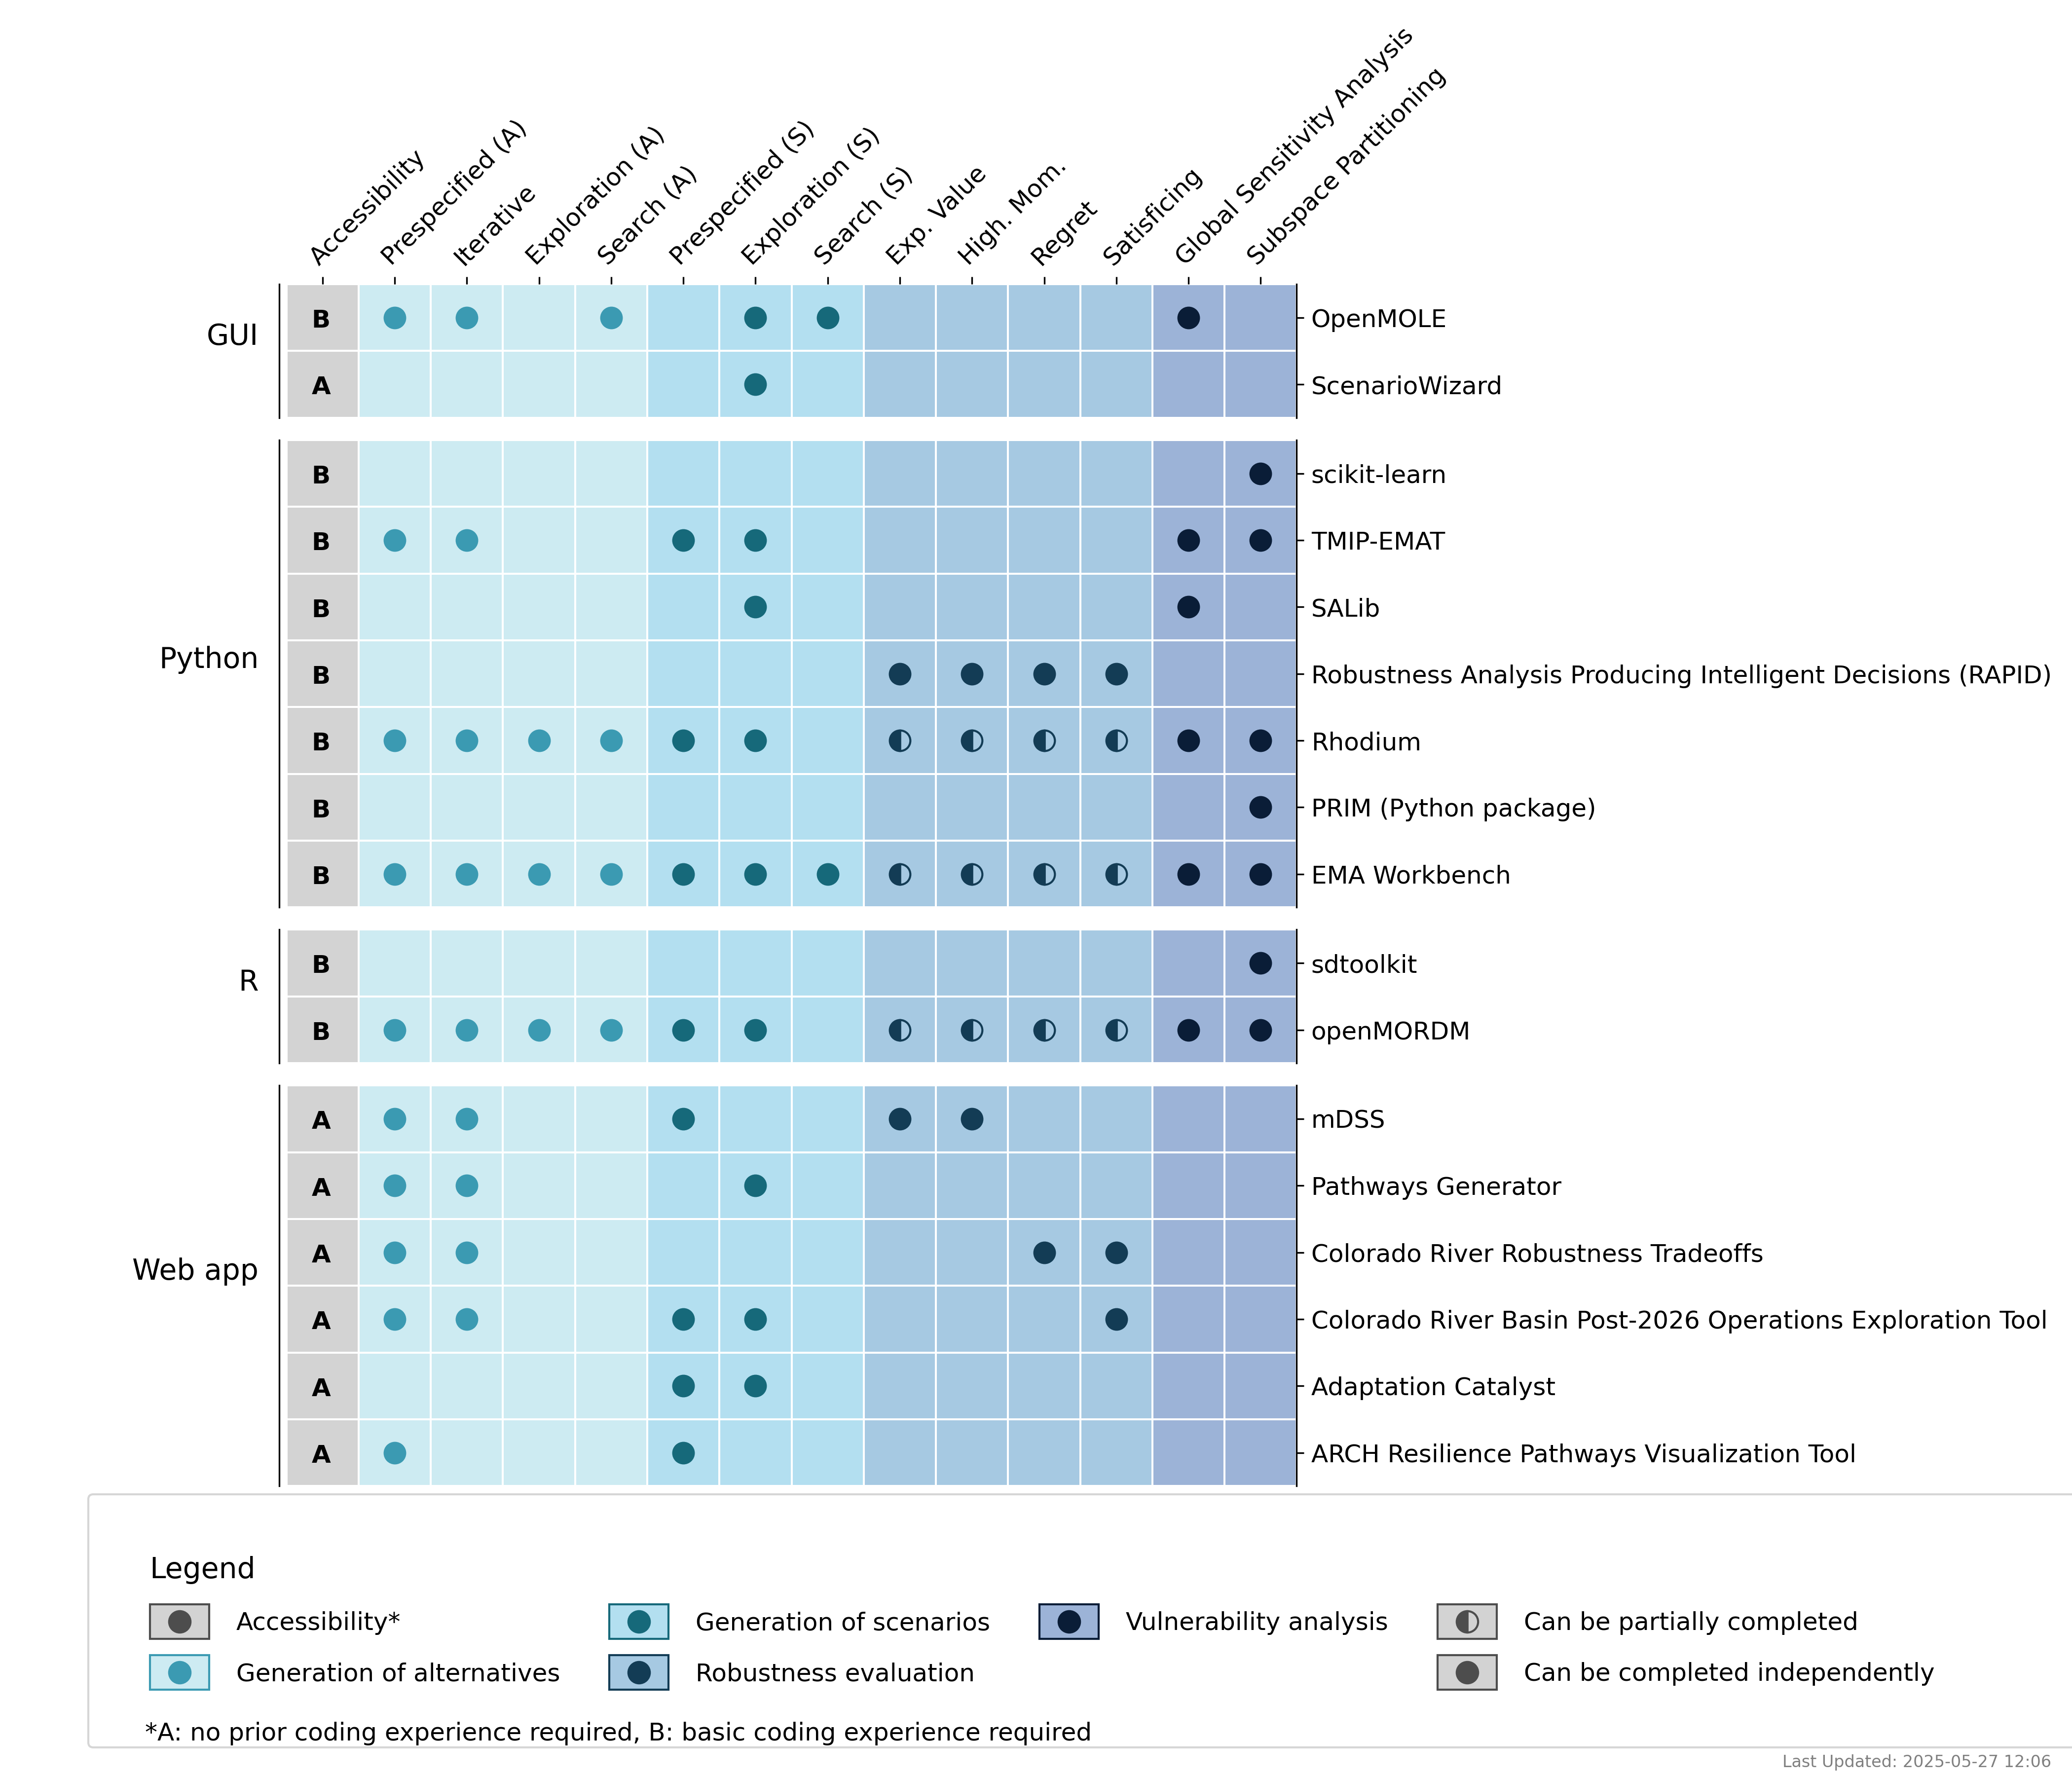 Accessibility
Prespecified (A)
Iterative
Exploration (A)
Search (A)
Prespecified (S)
Exploration (S)
Search (S)
Exp. Value
High. Mom.
Regret
Satisficing
Global Sensitivity Analysis
Subspace Partitioning
GUI
B OpenMOLE
A ScenarioWizard
Python
B scikit-learn
B TMIP-EMAT
B SALib
B Robustness Analysis Producing Intelligent Decisions (RAPID)
B Rhodium
B PRIM (Python package)
B EMA Workbench
R
B sdtoolkit
B openMORDM
Web app
A mDSS
A Pathways Generator
A Colorado River Robustness Tradeoffs
A Colorado River Basin Post-2026 Operations Exploration Tool
A Adaptation Catalyst
A ARCH Resilience Pathways Visualization Tool
Legend
Accessibility*
Generation of alternatives
Generation of scenarios
Robustness evaluation
Vulnerability analysis
Can be partially completed
Can be completed independently
*A: no prior coding experience required, B: basic coding experience required
Last Updated: 2025-05-27 12:06